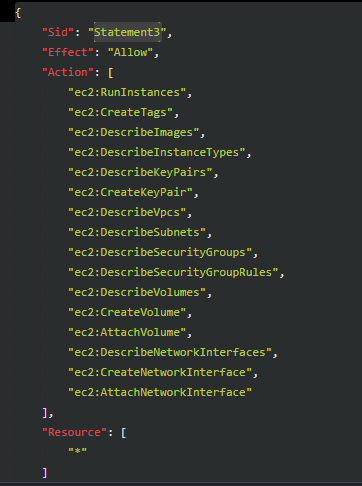 {
"Sid": "Statement3",
"Effect": "Allow",
"Action": [
"ec2:RunInstances",
"ec2:CreateTags",
"ec2:DescribeImages",
"ec2:DescribeInstanceTypes",
"ec2:DescribeKeyPairs",
"ec2:CreateKeyPair",
"ec2:DescribeVpcs",
"ec2:DescribeSubnets",
"ec2:DescribeSecurityGroups",
"ec2:DescribeSecurityGroupRules",
"ec2:DescribeVolumes",
"ec2:CreateVolume",
"ec2:AttachVolume",
"ec2:DescribeNetworkInterfaces",
"ec2:CreateNetworkInterface",
"ec2:AttachNetworkInterface"
],
"Resource": [
"*"
]